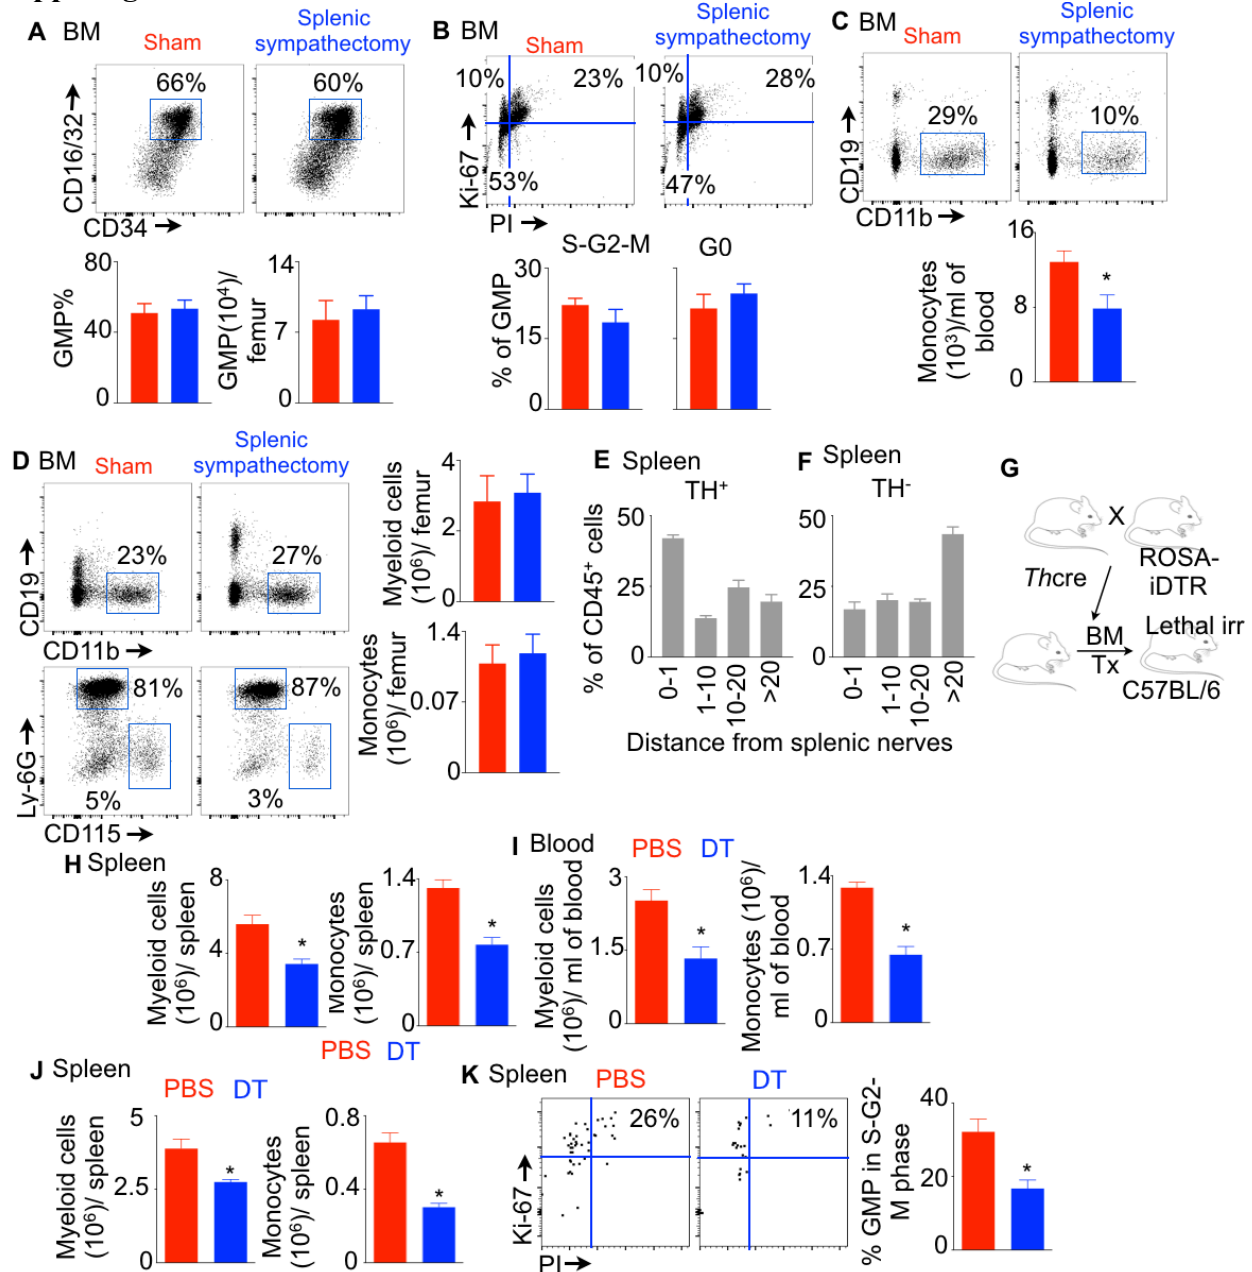 A BM
Sham
Splenic
sympathectomy
66%
60%
CD16/32
CD34
80
40
0
GMP%
14
7
0
GMP(10⁴)/
femur
B BM
Sham
Splenic
sympathectomy
10%
23%
53%
10%
28%
47%
Ki-67
PI
S-G2-M
G0
30
15
0
% of GMP
C BM
Sham
Splenic
sympathectomy
29%
10%
CD19
CD11b
16
8
0
Monocytes
(10³)/ml of
blood
*
D BM
Sham
Splenic
sympathectomy
23%
27%
CD19
CD11b
81%
87%
5%
3%
Ly-6G
CD115
4
2
0
Myeloid cells
(10⁶)/ femur
1.4
0.07
0
Monocytes
(10⁶)/ femur
E Spleen
TH⁺
50
25
0
% of CD45⁺ cells
0-1
1-10
10-20
>20
F Spleen
TH⁻
50
25
0
0-1
1-10
10-20
>20
Distance from splenic nerves
G
X
Thcre
ROSA-
iDTR
BM
Tx
Lethal irr
C57BL/6
H Spleen
8
4
0
Myeloid cells
(10⁶)/ spleen
*
1.4
0.7
0
Monocytes
(10⁶)/ spleen
*
PBS DT
I Blood
PBS DT
3
1.5
0
Myeloid cells
(10⁶)/ ml of blood
*
1.4
0.7
0
Monocytes (10⁶)/
ml of blood
*
J Spleen
PBS DT
5
2.5
0
Myeloid cells
(10⁶)/ spleen
*
0.8
0.4
0
Monocytes
(10⁶)/ spleen
*
K Spleen
PBS
DT
26%
11%
Ki-67
PI
40
20
0
% GMP in S-G2-
M phase
*